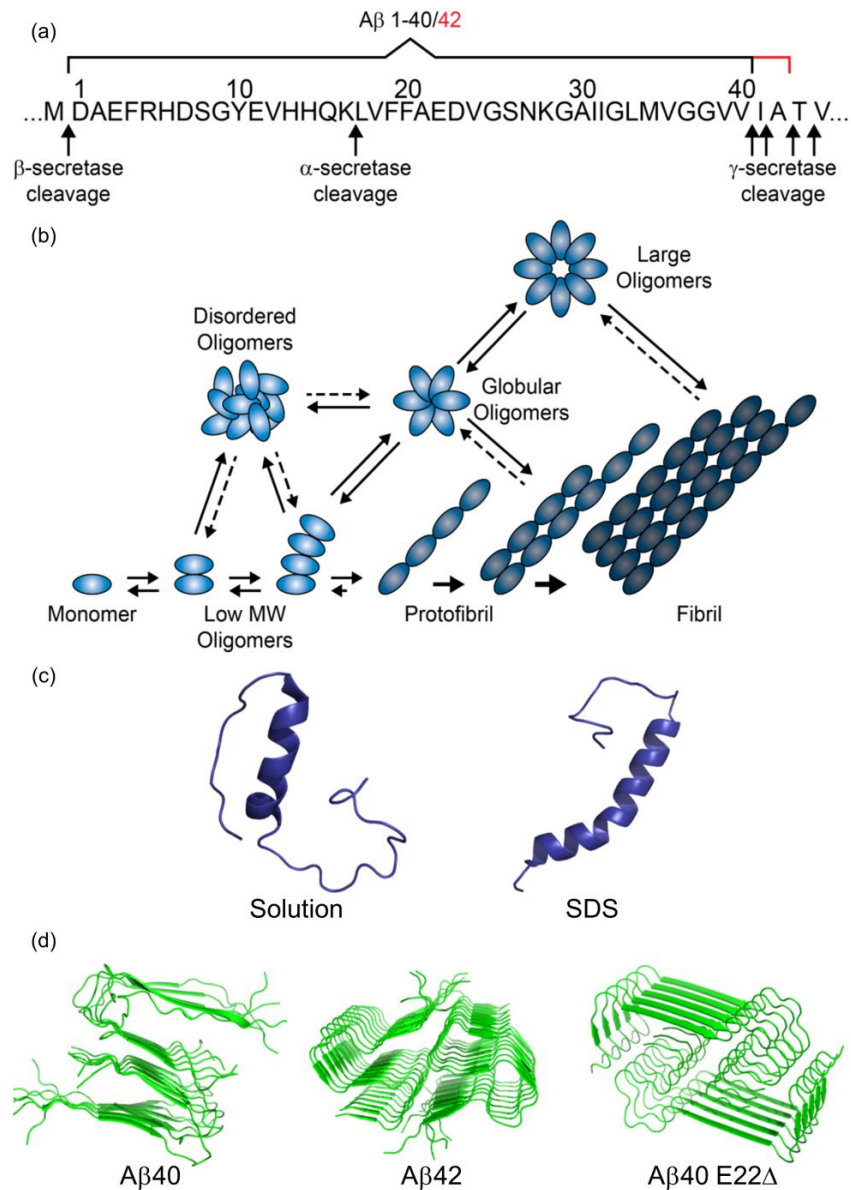 (a)
Aβ 1-40/42
1 10 20 30 40
...M DAEFRHDSGYEVHHQKLVFFAEDVGSNKGAIIGLMVGGVV I A T V...
β-secretase
cleavage
α-secretase
cleavage
γ-secretase
cleavage
(b)
Large
Oligomers
Disordered
Oligomers
Globular
Oligomers
Monomer
Low MW
Oligomers
Protofibril
Fibril
(c)
Solution
SDS
(d)
Aβ40
Aβ42
Aβ40 E22Δ